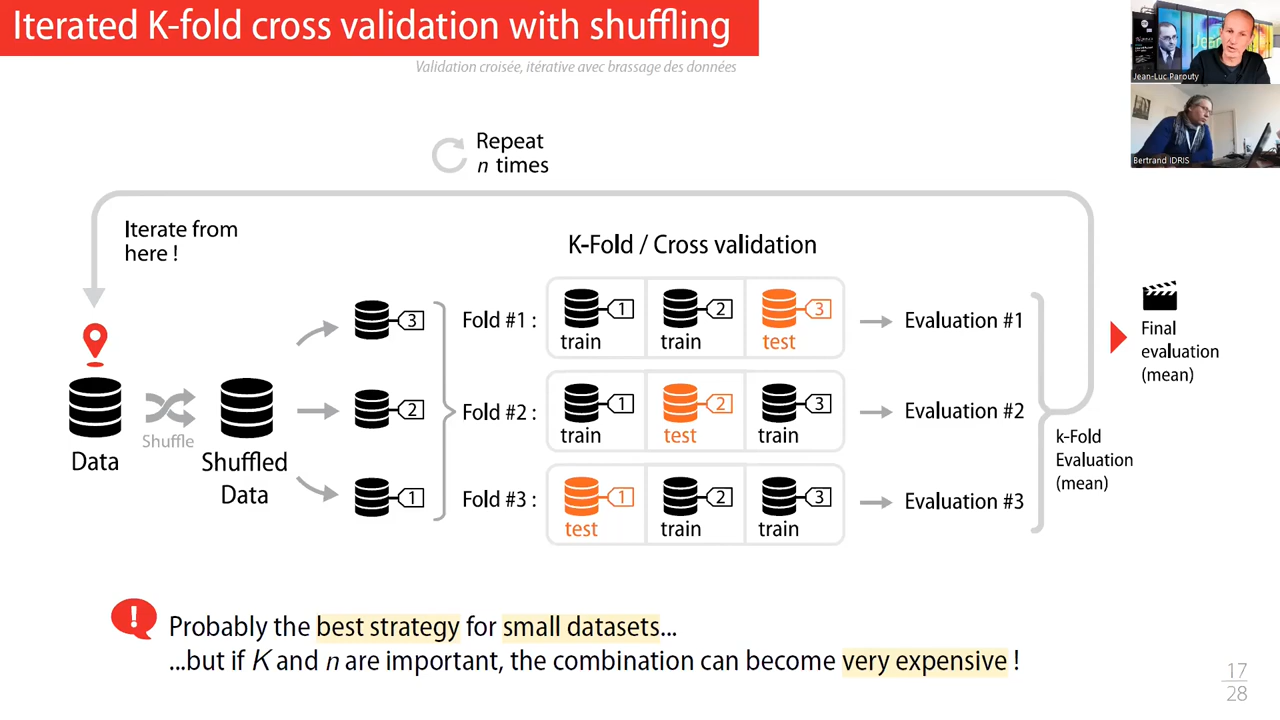 Iterated K-fold cross validation with shuffling
Validation croisée, itérative avec brassage des données
Jean-Luc Parouty
Bertrand IDRIS
Repeat
n times
Iterate from
here !
K-Fold / Cross validation
3
Fold #1 :
1
2
3
train
train
test
Evaluation #1
Final
evaluation
(mean)
2
Fold #2 :
1
2
3
train
test
train
Evaluation #2
Shuffle
Data
Shuffled
Data
k-Fold
Evaluation
(mean)
1
Fold #3 :
1
2
3
test
train
train
Evaluation #3
!
Probably the best strategy for small datasets...
...but if K and n are important, the combination can become very expensive !
17
28